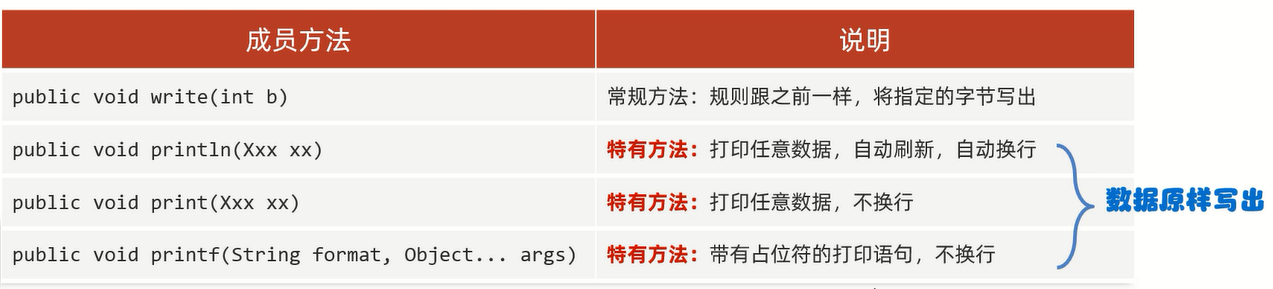 成员方法 说明
public void write(int b) 常规方法：规则跟之前一样，将指定的字节写出
public void println(Xxx xx) 特有方法：打印任意数据，自动刷新，自动换行
public void print(Xxx xx) 特有方法：打印任意数据，不换行
数据原样写出
public void printf(String format, Object... args) 特有方法：带有占位符的打印语句，不换行